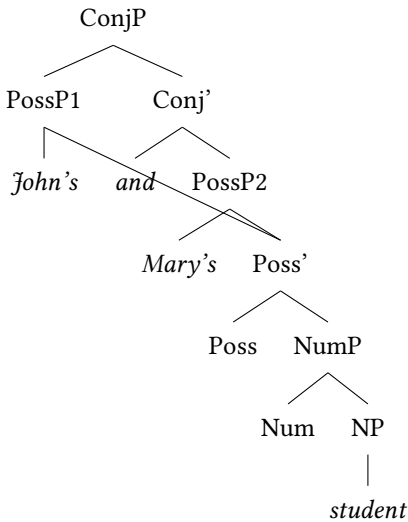 ConjP
PossP1 Conj’
John’s and PossP2
Mary’s Poss’
Poss NumP
Num NP
student